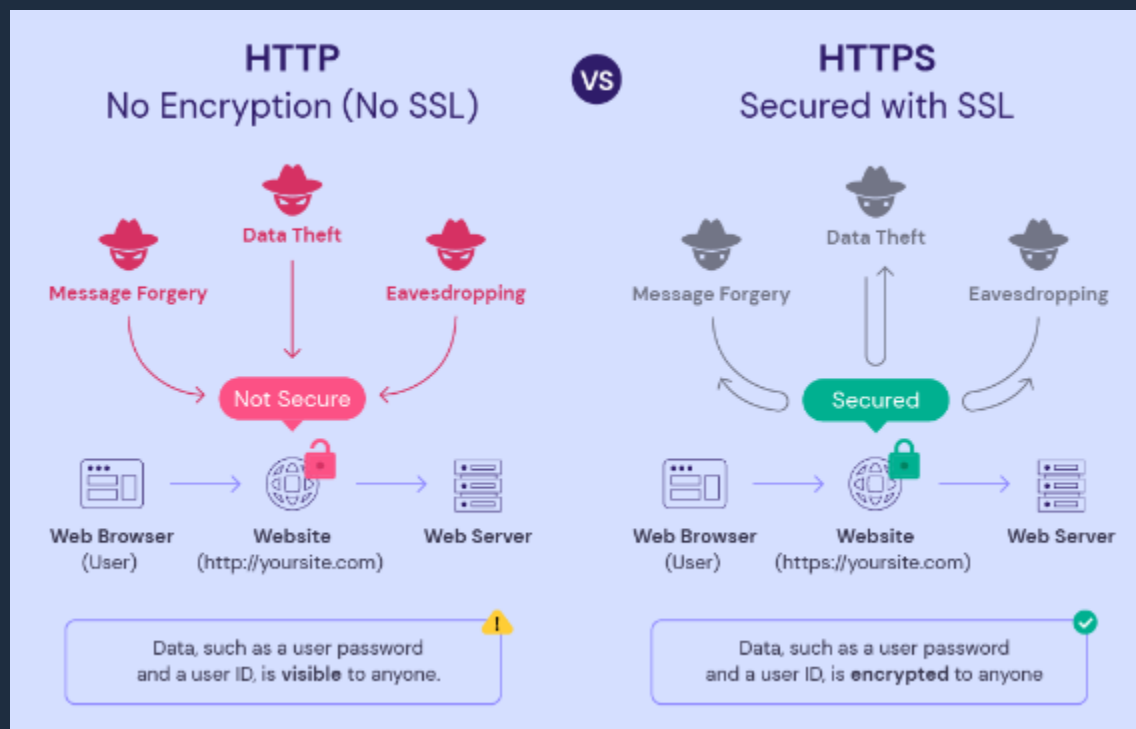 HTTP
No Encryption (No SSL)
Data Theft
Message Forgery
Eavesdropping
Not Secure
Web Browser
(User)
Website
(http://yoursite.com)
Web Server
Data, such as a user password
and a user ID, is visible to anyone.
VS
HTTPS
Secured with SSL
Data Theft
Message Forgery
Eavesdropping
Secured
Web Browser
(User)
Website
(https://yoursite.com)
Web Server
Data, such as a user password
and a user ID, is encrypted to anyone